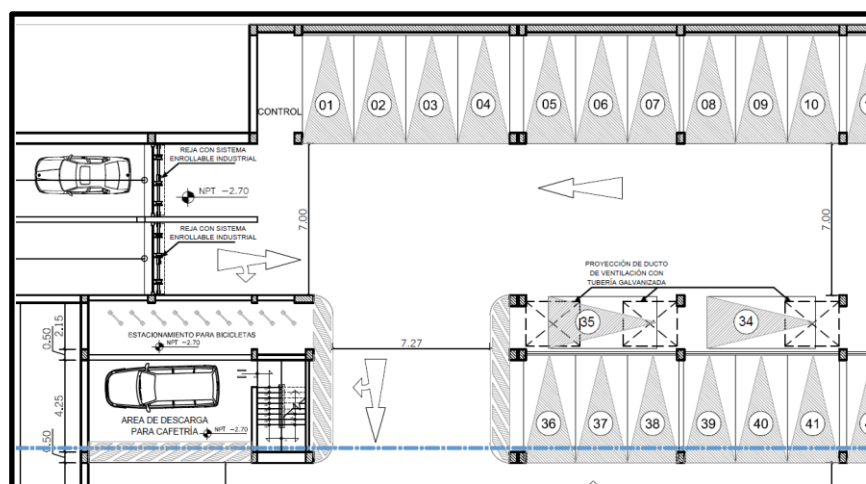 01
02
03
04
05
06
07
08
09
10
CONTROL
REJA CON SISTEMA
ENROLLABLE INDUSTRIAL
NPT -2.70
7.00
7.00
REJA CON SISTEMA
ENROLLABLE INDUSTRIAL
PROYECCIÓN DE DUCTO
DE VENTILACIÓN CON
TUBERÍA GALVANIZADA
35
34
2.15
ESTACIONAMIENTO PARA BICICLETAS
NPT -2.70
0.50
7.27
4.25
AREA DE DESCARGA
PARA CAFETRÍA
NPT -2.70
0.50
36
37
38
39
40
41